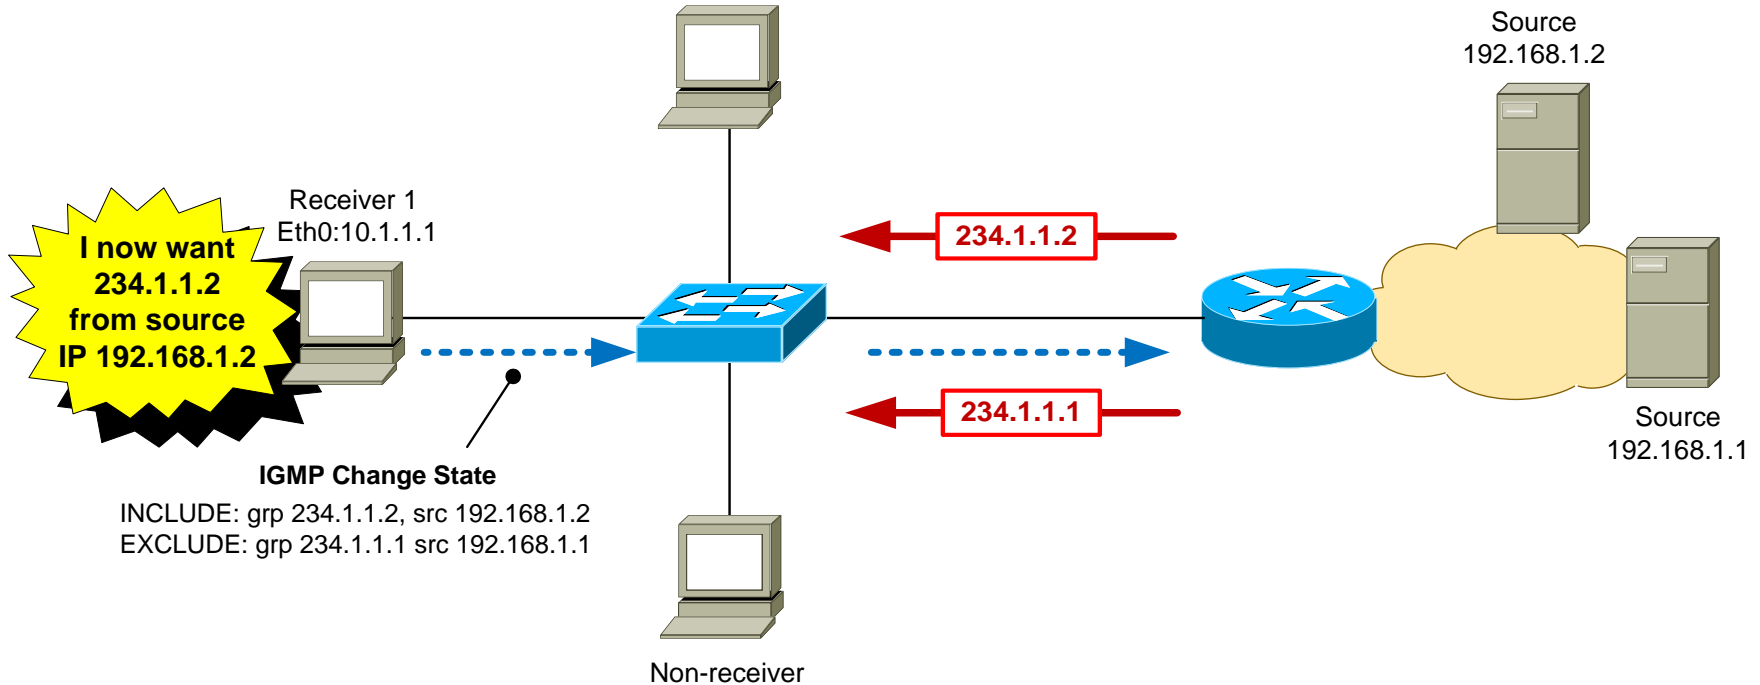 Source
192.168.1.2
Receiver 1
Eth0:10.1.1.1
I now want
234.1.1.2
from source
IP 192.168.1.2
234.1.1.2
234.1.1.1
Source
192.168.1.1
IGMP Change State
INCLUDE: grp 234.1.1.2, src 192.168.1.2
EXCLUDE: grp 234.1.1.1 src 192.168.1.1
Non-receiver